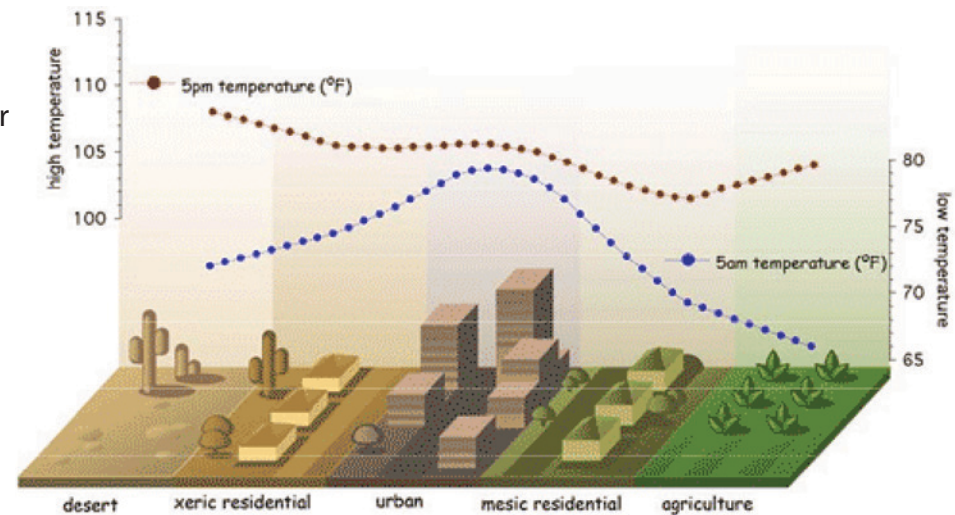 115
5pm temperature (°F)
110
r
105
100
high temperature
80
75
5am temperature (°F)
70
65
low temperature
desert
xeric residential
urban
mesic residential
agriculture